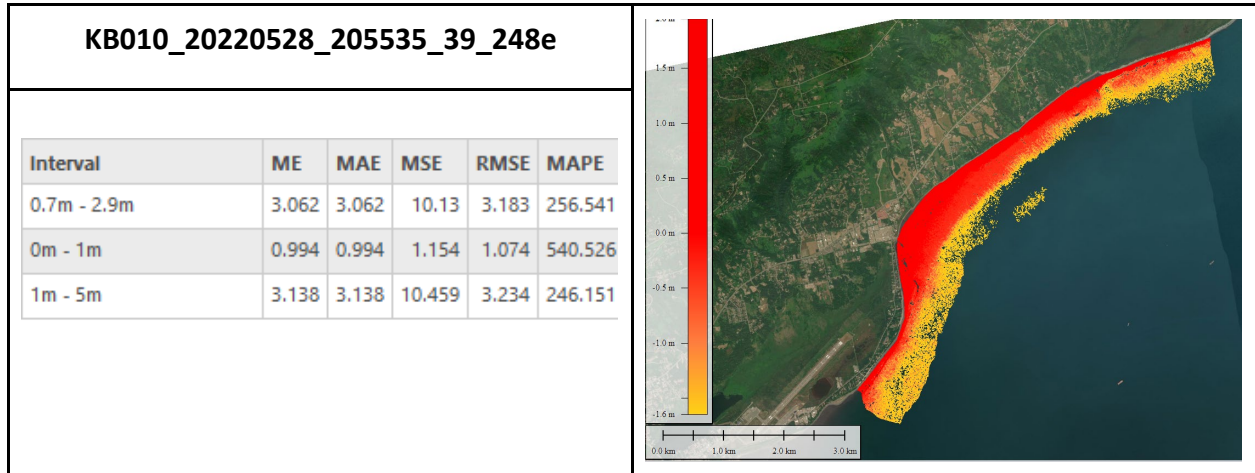 KB010_20220528_205535_39_248e
Interval ME MAE MSE RMSE MAPE
0.7m - 2.9m 3.062 3.062 10.13 3.183 256.541
0m - 1m 0.994 0.994 1.154 1.074 540.526
1m - 5m 3.138 3.138 10.459 3.234 246.151
2.0 m
1.5 m
1.0 m
0.5 m
0.0 m
-0.5 m
-1.0 m
-1.6 m
0.0 km 1.0 km 2.0 km 3.0 km